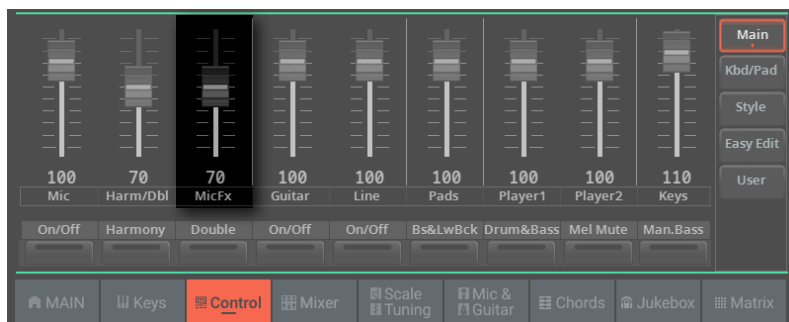 Main
Kbd/Pad
Style
Easy Edit
User
100 70 70 100 100 100 100 100 110
Mic Harm/Dbl MicFx Guitar Line Pads Player1 Player2 Keys
On/Off Harmony Double On/Off On/Off Bs&LwBck Drum&Bass Mel Mute Man.Bass
MAIN Keys Control Mixer Scale Tuning Mic & Guitar Chords Jukebox Matrix